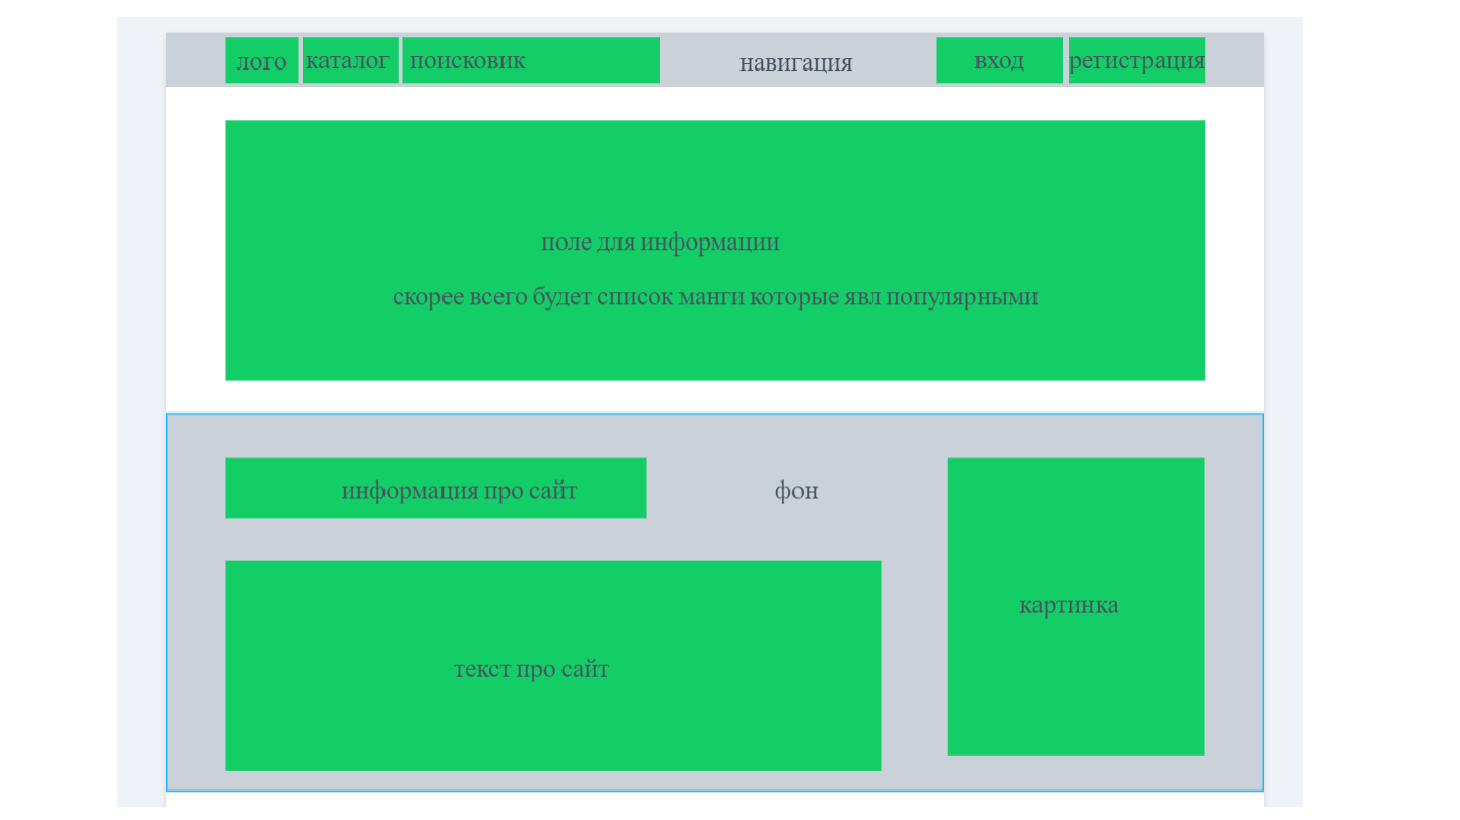 лого каталог поисковик навигация вход регистрация
поле для информации
скорее всего будет список манги которые явл популярными
информация про сайт
фон
картинка
текст про сайт